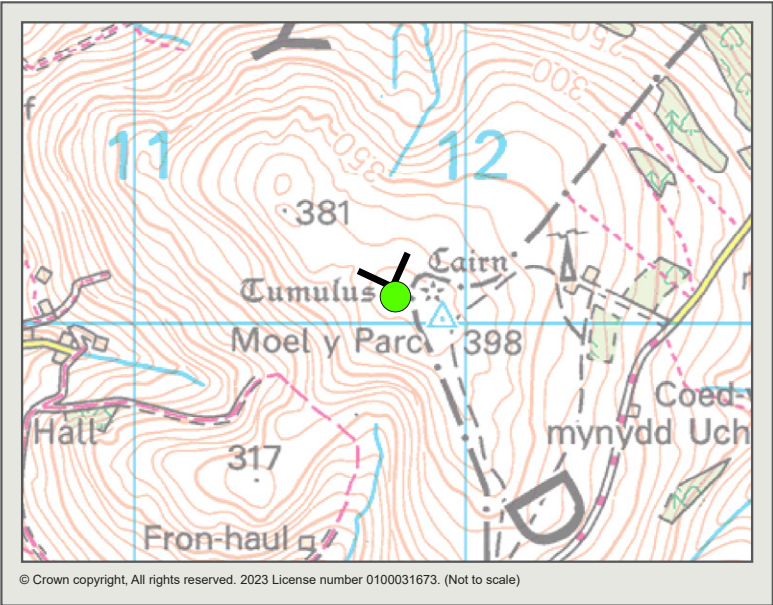 250
300
f
11
12
350
381
Cairn
Tumulus
Moel y Parc
398
Coed-
Hall
mynydd Uch
317
Fron-haul
© Crown copyright, All rights reserved. 2023 License number 0100031673. (Not to scale)